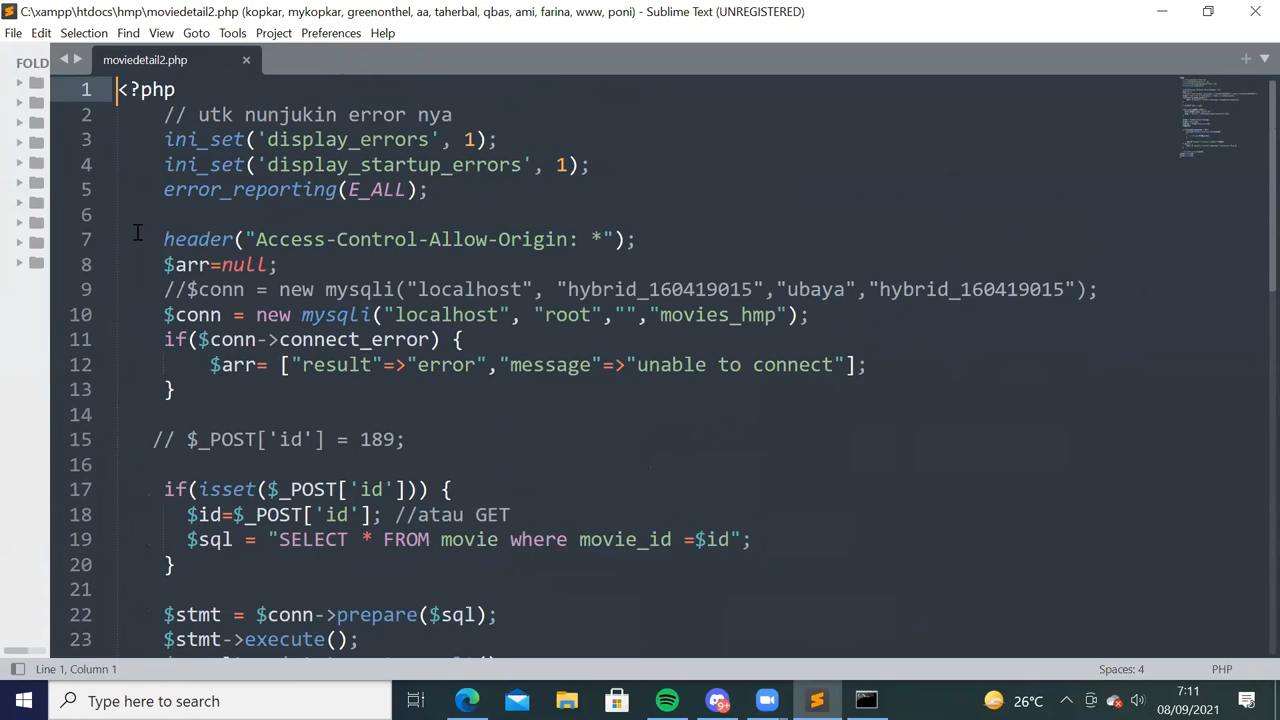 C:\xampp\htdocs\hmp\moviedetail2.php (kopkar, mykopkar, greenonthel, aa, taherbal, qbas, ami, farina, www, poni) - Sublime Text (UNREGISTERED)
File Edit Selection Find View Goto Tools Project Preferences Help
FOLD
moviedetail2.php
1 <?php
2 // utk nunjukin error nya
3 ini_set('display_errors', 1);
4 ini_set('display_startup_errors', 1);
5 error_reporting(E_ALL);
6
7 header("Access-Control-Allow-Origin: *");
8 $arr=null;
9 //$conn = new mysqli("localhost", "hybrid_160419015","ubaya","hybrid_160419015");
10 $conn = new mysqli("localhost", "root","","movies_hmp");
11 if($conn->connect_error) {
12 $arr= ["result"=>"error","message"=>"unable to connect"];
13 }
14
15 // $_POST['id'] = 189;
16
17 if(isset($_POST['id'])) {
18 $id=$_POST['id']; //atau GET
19 $sql = "SELECT * FROM movie where movie_id =$id";
20 }
21
22 $stmt = $conn->prepare($sql);
23 $stmt->execute();
Line 1, Column 1
Spaces: 4
PHP
Type here to search
9+
26°C
7:11
08/09/2021